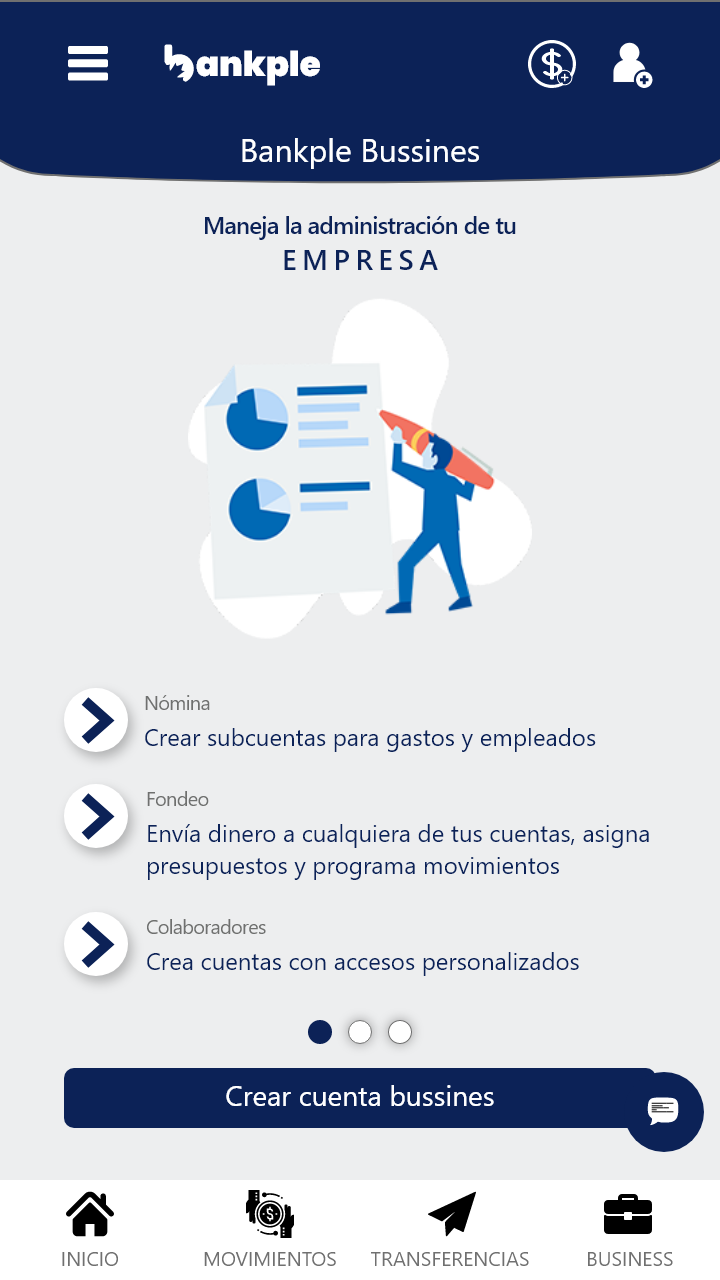 bankple
Bankple Bussines
Maneja la administración de tu
EMPRESA
Nómina
Crear subcuentas para gastos y empleados
Fondeo
Envía dinero a cualquiera de tus cuentas, asigna
presupuestos y programa movimientos
Colaboradores
Crea cuentas con accesos personalizados
Crear cuenta bussines
INICIO
MOVIMIENTOS
TRANSFERENCIAS
BUSINESS